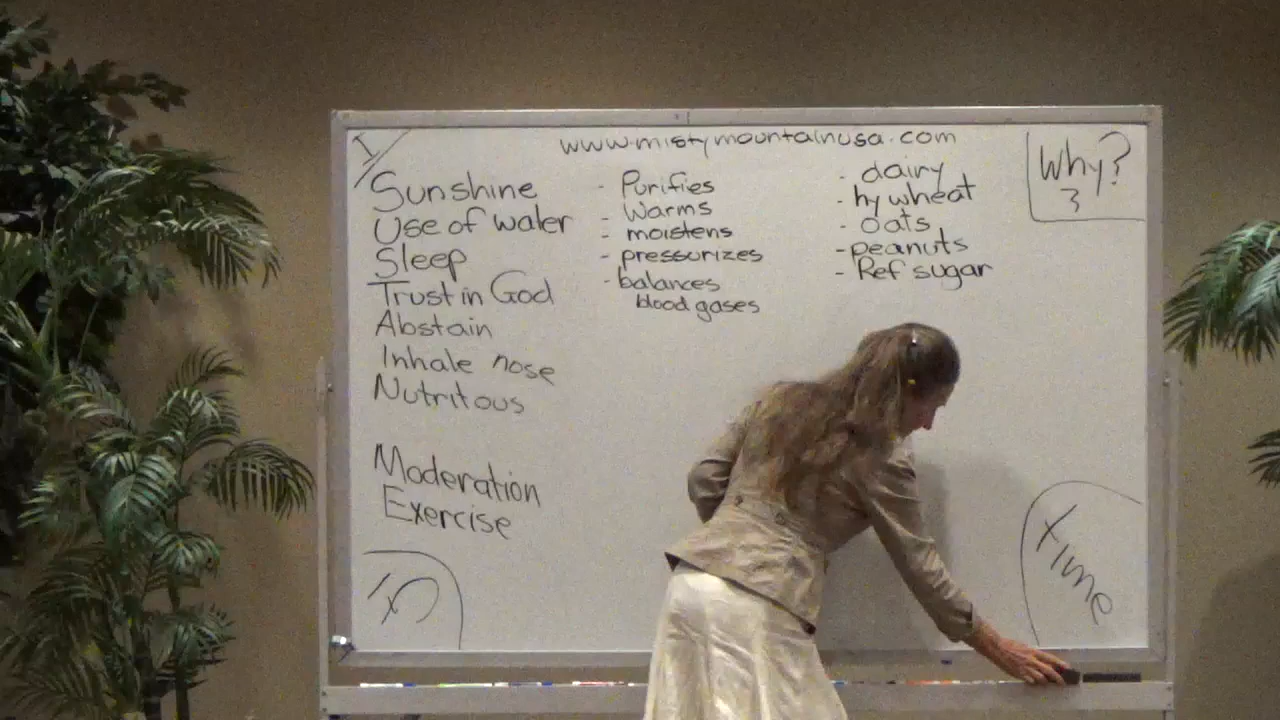 www.mistymountainusa.com
I
Sunshine
Use of water
Sleep
Trust in God
Abstain
Inhale nose
Nutritous
Moderation
Exercise
- Purifies
- Warms
- moistens
- pressurizes
- balances
blood gases
- dairy
- hy wheat
- oats
- peanuts
- Ref sugar
Why?
3
Time